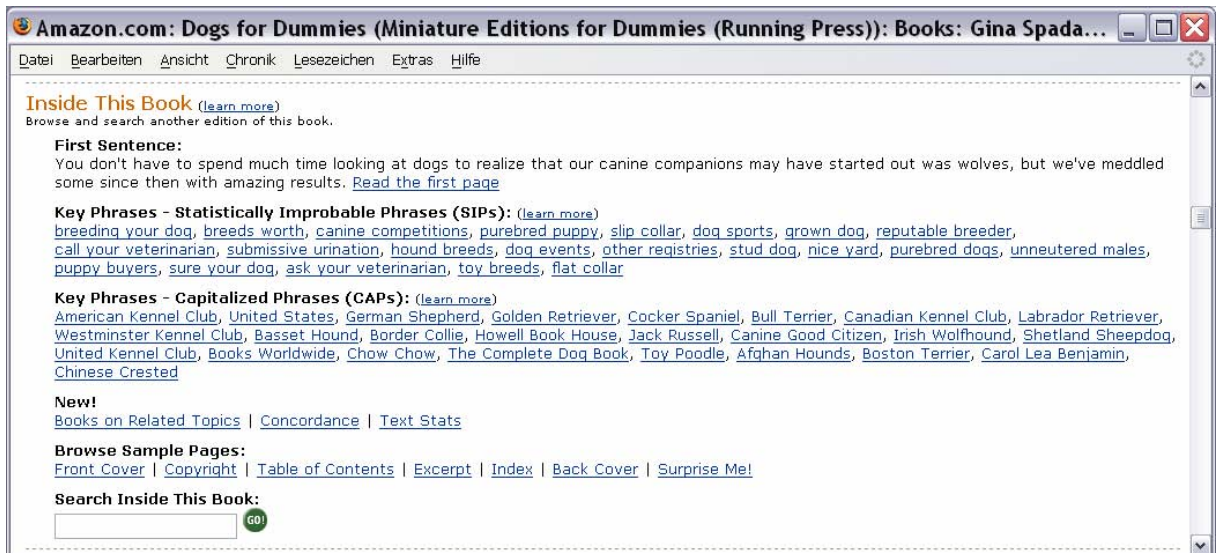 Amazon.com: Dogs for Dummies (Miniature Editions for Dummies (Running Press)): Books: Gina Spada...
Datei Bearbeiten Ansicht Chronik Lesezeichen Extras Hilfe
Inside This Book (learn more)
Browse and search another edition of this book.
First Sentence:
You don't have to spend much time looking at dogs to realize that our canine companions may have started out was wolves, but we've meddled
some since then with amazing results. Read the first page
Key Phrases - Statistically Improbable Phrases (SIPs): (learn more)
breeding your dog, breeds worth, canine competitions, purebred puppy, slip collar, dog sports, grown dog, reputable breeder,
call your veterinarian, submissive urination, hound breeds, dog events, other registries, stud dog, nice yard, purebred dogs, unneutered males,
puppy buyers, sure your dog, ask your veterinarian, toy breeds, flat collar
Key Phrases - Capitalized Phrases (CAPs): (learn more)
American Kennel Club, United States, German Shepherd, Golden Retriever, Cocker Spaniel, Bull Terrier, Canadian Kennel Club, Labrador Retriever,
Westminster Kennel Club, Basset Hound, Border Collie, Howell Book House, Jack Russell, Canine Good Citizen, Irish Wolfhound, Shetland Sheepdog,
United Kennel Club, Books Worldwide, Chow Chow, The Complete Dog Book, Toy Poodle, Afghan Hounds, Boston Terrier, Carol Lea Benjamin,
Chinese Crested
New!
Books on Related Topics | Concordance | Text Stats
Browse Sample Pages:
Front Cover | Copyright | Table of Contents | Excerpt | Index | Back Cover | Surprise Me!
Search Inside This Book:
GO!